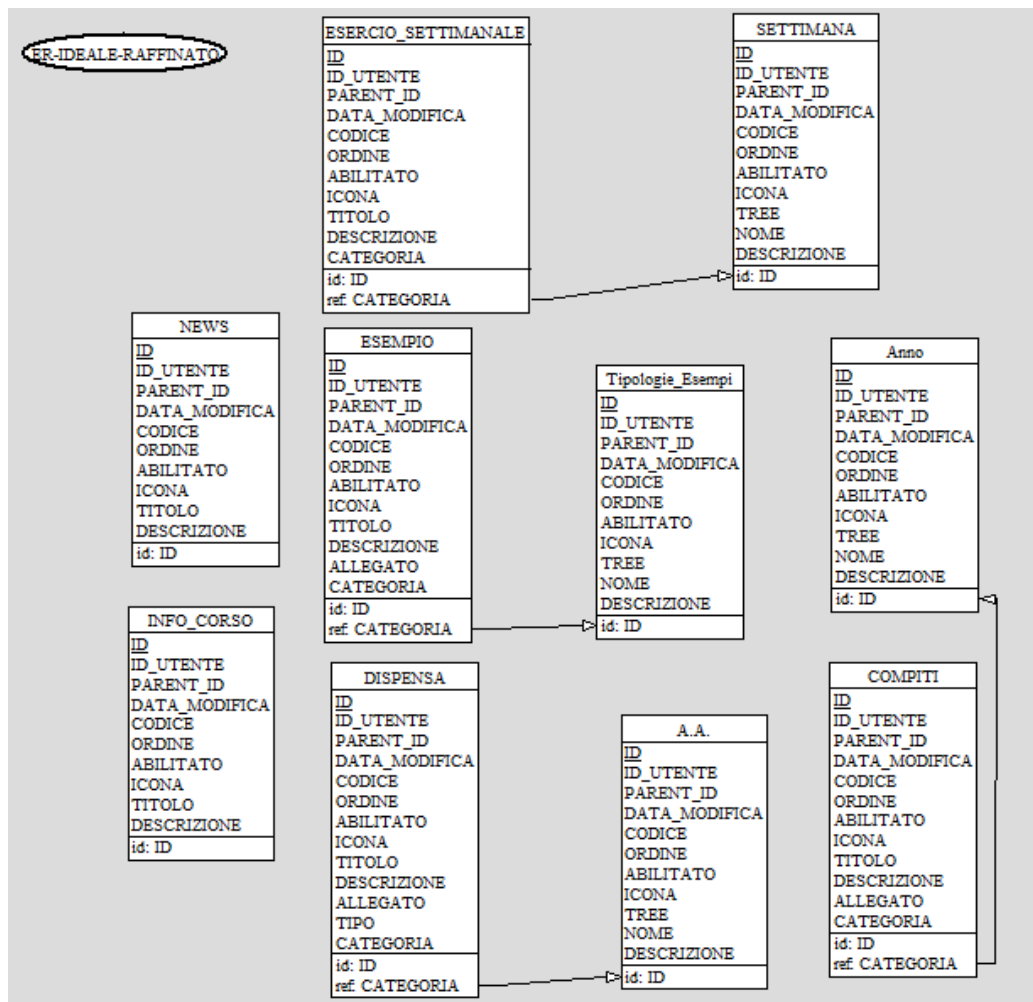 ER-IDEALE-RAFFINATO
ESERCIO_SETTIMANALE
ID
ID_UTENTE
PARENT_ID
DATA_MODIFICA
CODICE
ORDINE
ABILITATO
ICONA
TITOLO
DESCRIZIONE
CATEGORIA
id: ID
ref: CATEGORIA
SETTIMANA
ID
ID_UTENTE
PARENT_ID
DATA_MODIFICA
CODICE
ORDINE
ABILITATO
ICONA
TREE
NOME
DESCRIZIONE
id: ID
NEWS
ID
ID_UTENTE
PARENT_ID
DATA_MODIFICA
CODICE
ORDINE
ABILITATO
ICONA
TITOLO
DESCRIZIONE
id: ID
ESEMPIO
ID
ID_UTENTE
PARENT_ID
DATA_MODIFICA
CODICE
ORDINE
ABILITATO
ICONA
TITOLO
DESCRIZIONE
ALLEGATO
CATEGORIA
id: ID
ref: CATEGORIA
Tipologie_Esempi
ID
ID_UTENTE
PARENT_ID
DATA_MODIFICA
CODICE
ORDINE
ABILITATO
ICONA
TREE
NOME
DESCRIZIONE
id: ID
Anno
ID
ID_UTENTE
PARENT_ID
DATA_MODIFICA
CODICE
ORDINE
ABILITATO
ICONA
TREE
NOME
DESCRIZIONE
id: ID
INFO_CORSO
ID
ID_UTENTE
PARENT_ID
DATA_MODIFICA
CODICE
ORDINE
ABILITATO
ICONA
TITOLO
DESCRIZIONE
id: ID
DISPENSA
ID
ID_UTENTE
PARENT_ID
DATA_MODIFICA
CODICE
ORDINE
ABILITATO
ICONA
TITOLO
DESCRIZIONE
ALLEGATO
TIPO
CATEGORIA
id: ID
ref: CATEGORIA
A.A.
ID
ID_UTENTE
PARENT_ID
DATA_MODIFICA
CODICE
ORDINE
ABILITATO
ICONA
TREE
NOME
DESCRIZIONE
id: ID
COMPITI
ID
ID_UTENTE
PARENT_ID
DATA_MODIFICA
CODICE
ORDINE
ABILITATO
ICONA
TITOLO
DESCRIZIONE
ALLEGATO
CATEGORIA
id: ID
ref: CATEGORIA